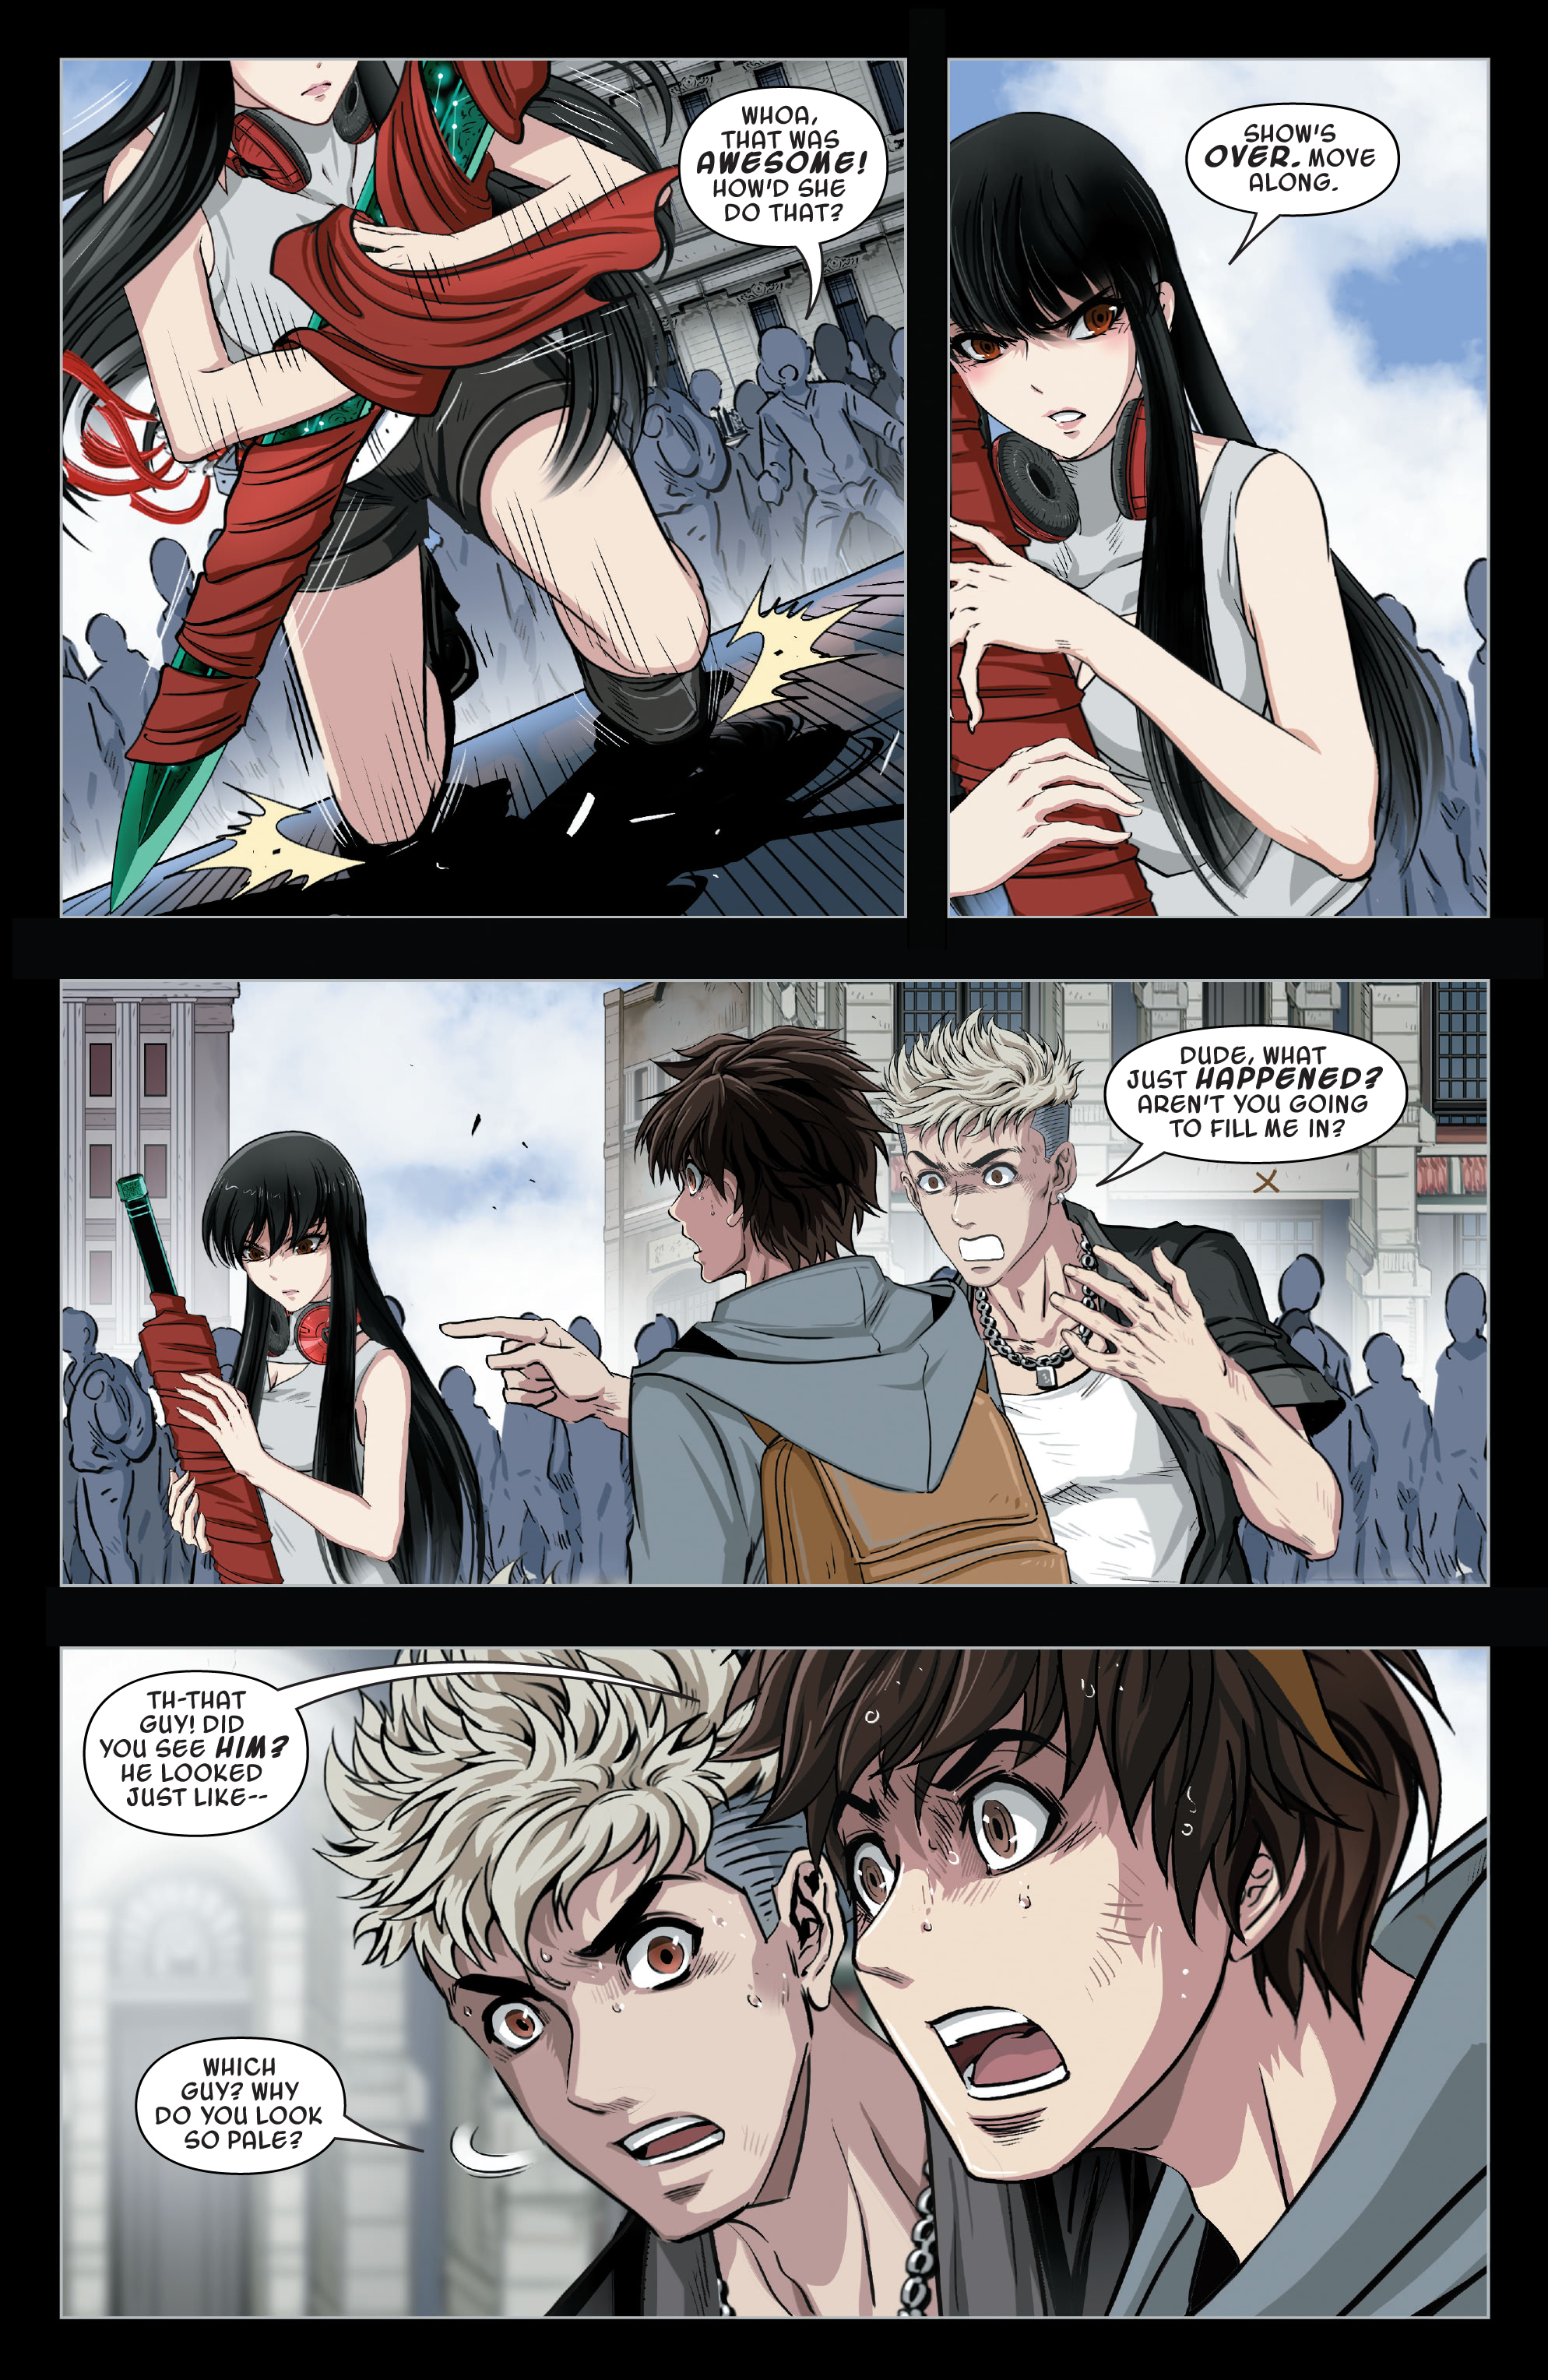 WHOA,
THAT WAS
AWESOME!
HOW'D SHE
DO THAT?
SHOW'S
OVER. MOVE
ALONG.
DUDE, WHAT
JUST HAPPENED?
AREN'T YOU GOING
TO FILL ME IN?
TH-THAT
GUY! DID
YOU SEE HIM?
HE LOOKED
JUST LIKE--
WHICH
GUY? WHY
DO YOU LOOK
SO PALE?